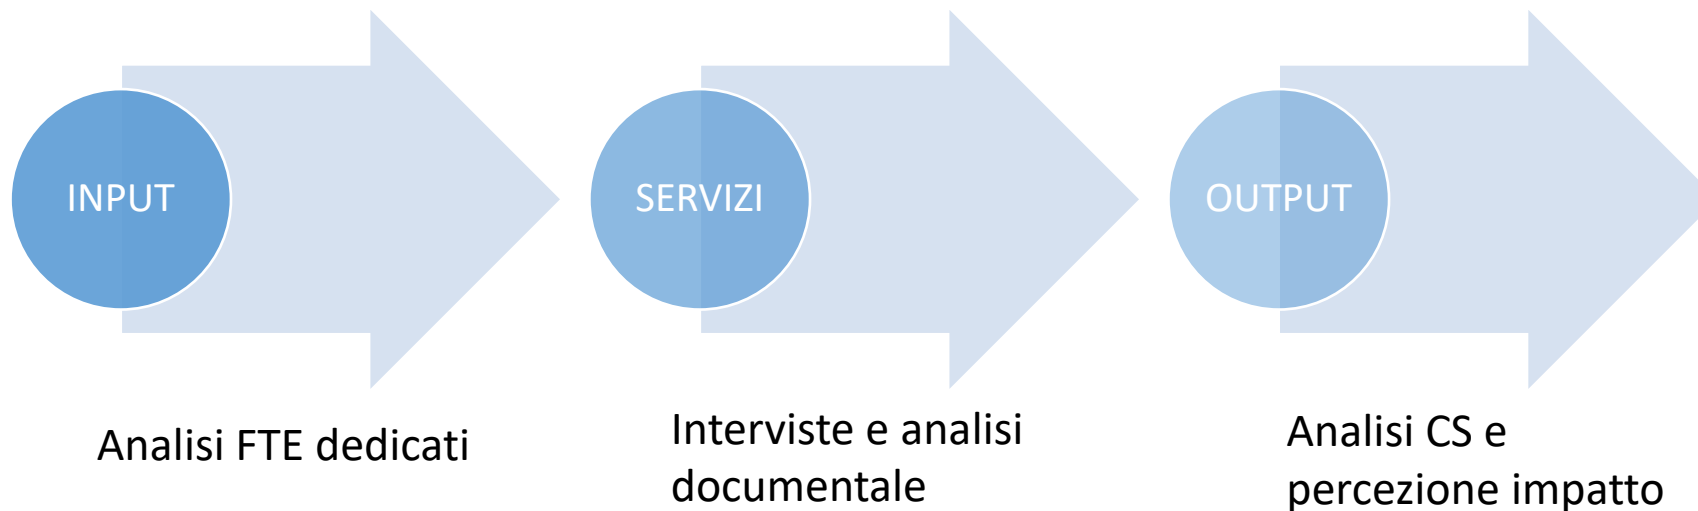 INPUT
SERVIZI
OUTPUT
Analisi FTE dedicati
Interviste e analisi
documentale
Analisi CS e
percezione impatto